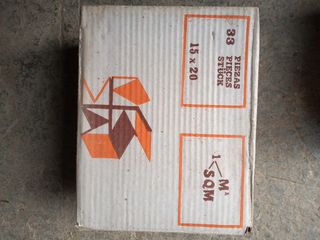 33 PIEZAS
PIECES
STÜCK
15 x 20
1 < M²
SQM